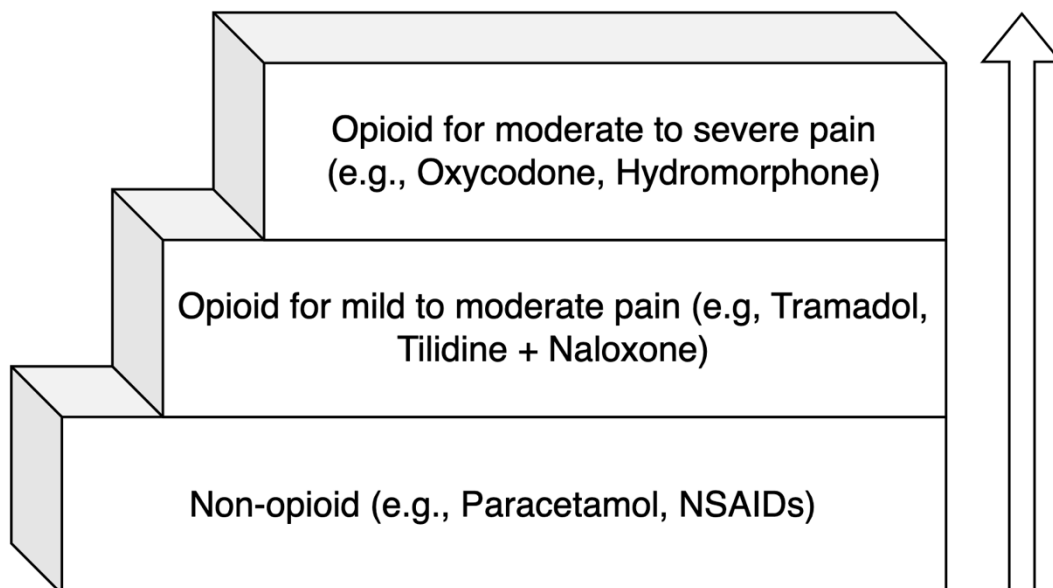 Opioid for moderate to severe pain
(e.g., Oxycodone, Hydromorphone)
Opioid for mild to moderate pain (e.g, Tramadol,
Tilidine + Naloxone)
Non-opioid (e.g., Paracetamol, NSAIDs)